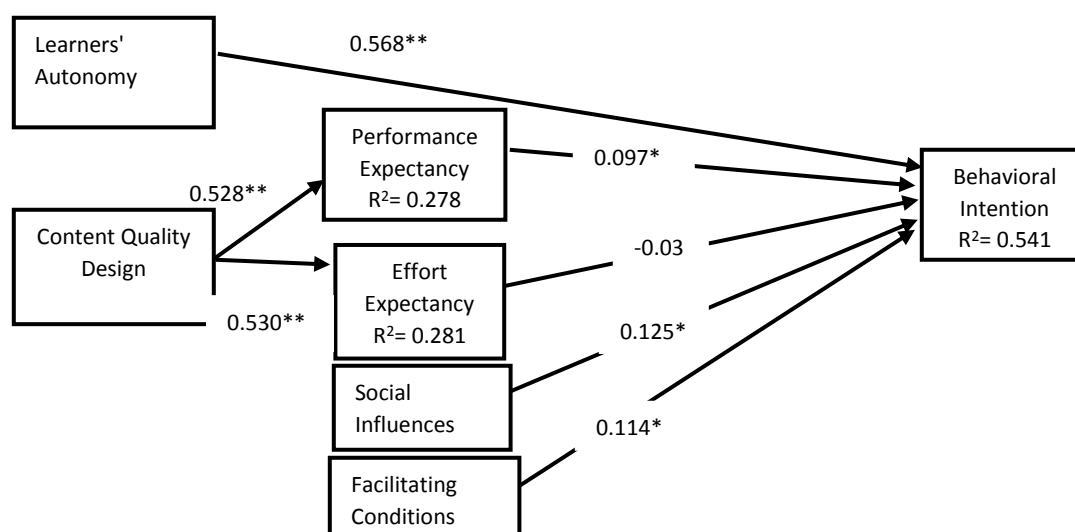 Learners'
Autonomy
0.568**
Performance
Expectancy
R²= 0.278
0.097*
Behavioral
Intention
R²= 0.541
0.528**
Content Quality
Design
-0.03
Effort
Expectancy
R²= 0.281
0.530**
0.125*
Social
Influences
0.114*
Facilitating
Conditions